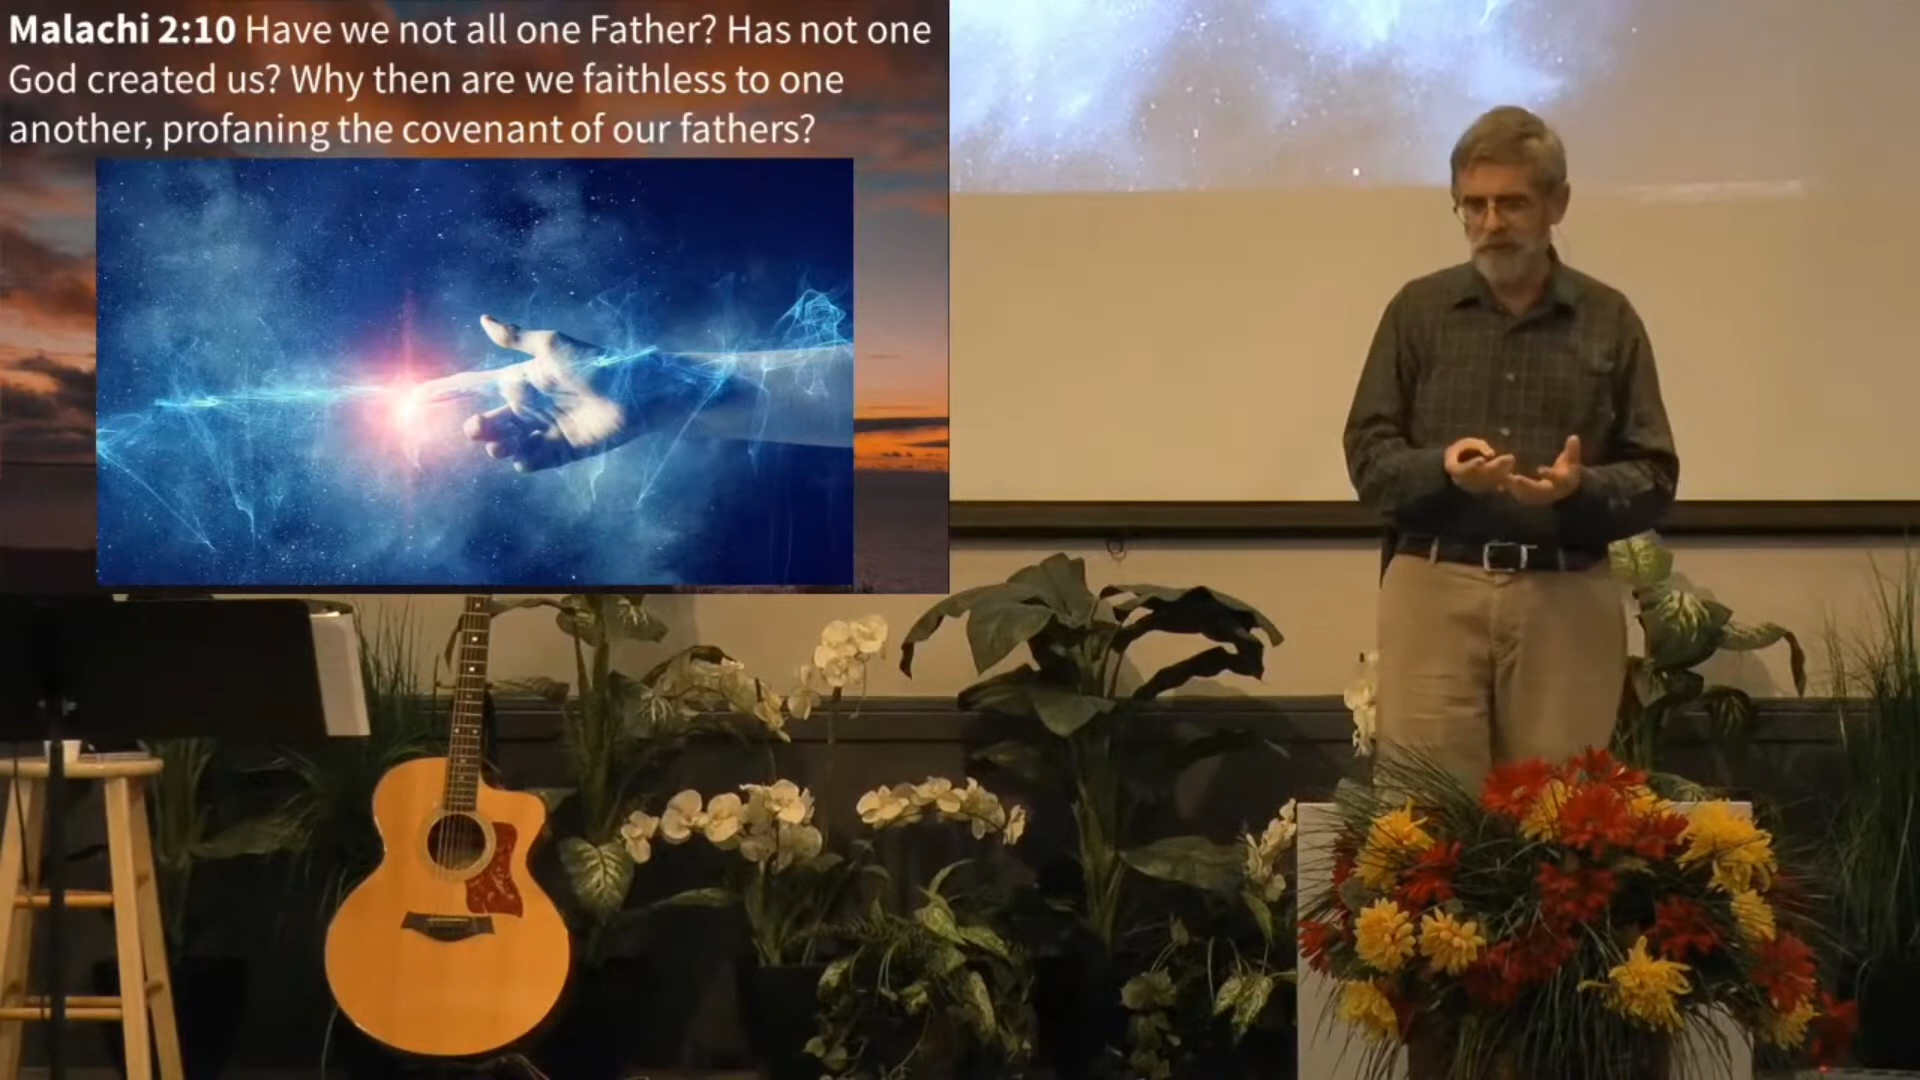 Malachi 2:10 Have we not all one Father? Has not one
God created us? Why then are we faithless to one
another, profaning the covenant of our fathers?